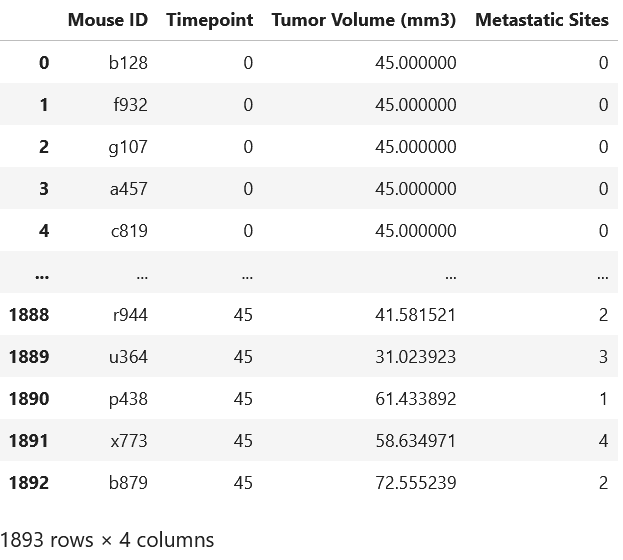 Mouse ID Timepoint Tumor Volume (mm3) Metastatic Sites
0 b128 0 45.000000 0
1 f932 0 45.000000 0
2 g107 0 45.000000 0
3 a457 0 45.000000 0
4 c819 0 45.000000 0
... ... ... ... ...
1888 r944 45 41.581521 2
1889 u364 45 31.023923 3
1890 p438 45 61.433892 1
1891 x773 45 58.634971 4
1892 b879 45 72.555239 2
1893 rows × 4 columns